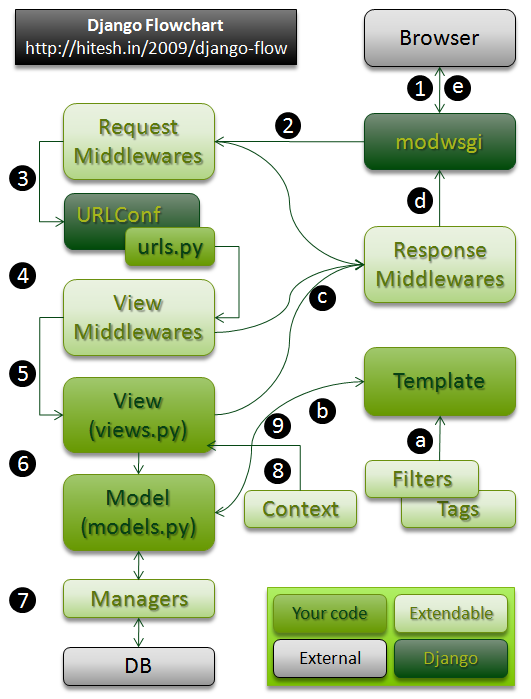 Django Flowchart
http://hitesh.in/2009/django-flow
Browser
1
e
modwsgi
2
Request
Middlewares
3
d
URLConf
urls.py
Response
Middlewares
4
View
Middlewares
c
5
View
(views.py)
Template
b
9
a
6
8
Filters
Tags
Model
(models.py)
Context
7
Managers
DB
Your code
Extendable
External
Django